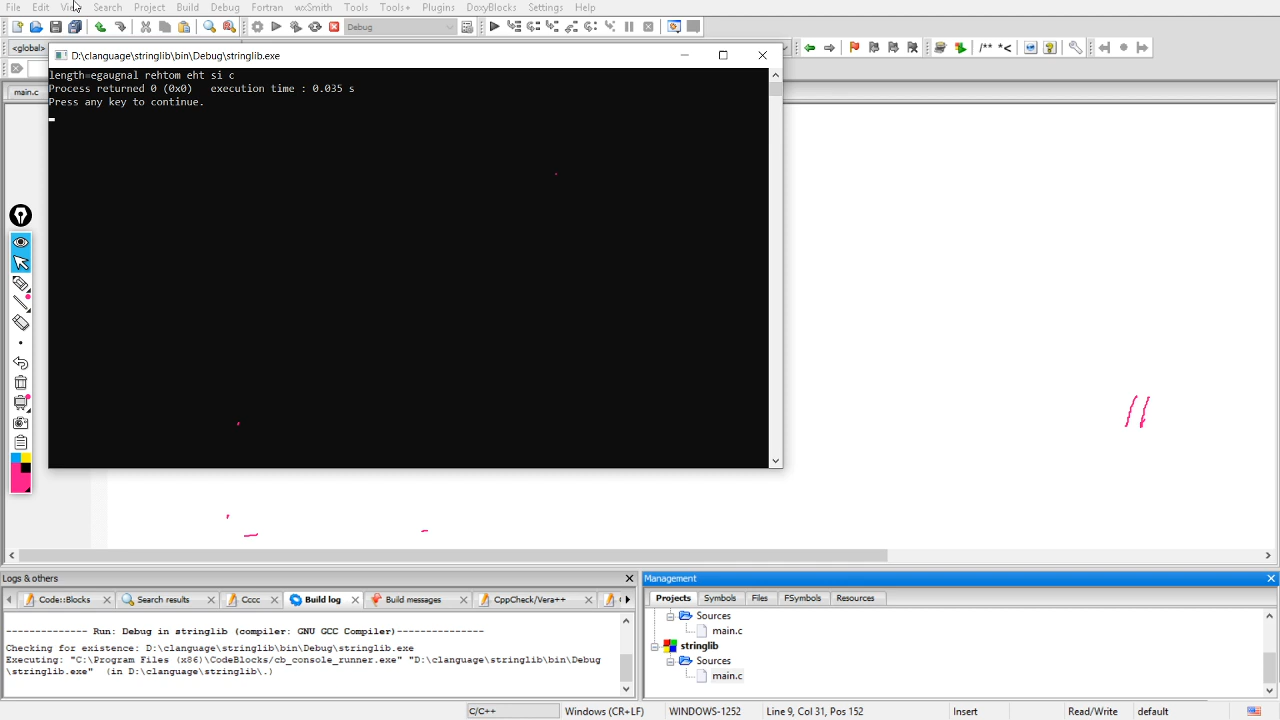 File Edit View Search Project Build Debug Fortran wxSmith Tools Tools+ Plugins DoxyBlocks Settings Help
Debug
<global>
/** *<
D:\clanguage\stringlib\bin\Debug\stringlib.exe
main.c
length=egaugnal rehtom eht si c
Process returned 0 (0x0)   execution time : 0.035 s
Press any key to continue.
Logs & others
Code::Blocks Search results Cccc Build log Build messages CppCheck/Vera++
-------------- Run: Debug in stringlib (compiler: GNU GCC Compiler)---------------
Checking for existence: D:\clanguage\stringlib\bin\Debug\stringlib.exe
Executing: "C:\Program Files (x86)\CodeBlocks/cb_console_runner.exe" "D:\clanguage\stringlib\bin\Debug
\stringlib.exe"  (in D:\clanguage\stringlib\.)
Management
Projects Symbols Files FSymbols Resources
Sources
main.c
stringlib
Sources
main.c
C/C++ Windows (CR+LF) WINDOWS-1252 Line 9, Col 31, Pos 152 Insert Read/Write default